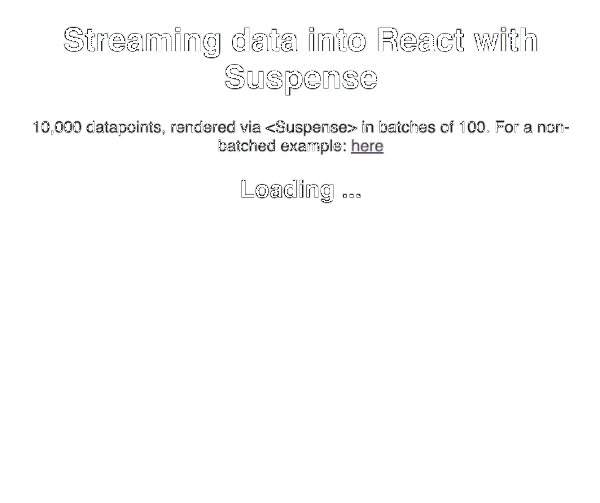 Streaming data into React with
Suspense
10,000 datapoints, rendered via <Suspense> in batches of 100. For a non-
batched example: here
Loading ...